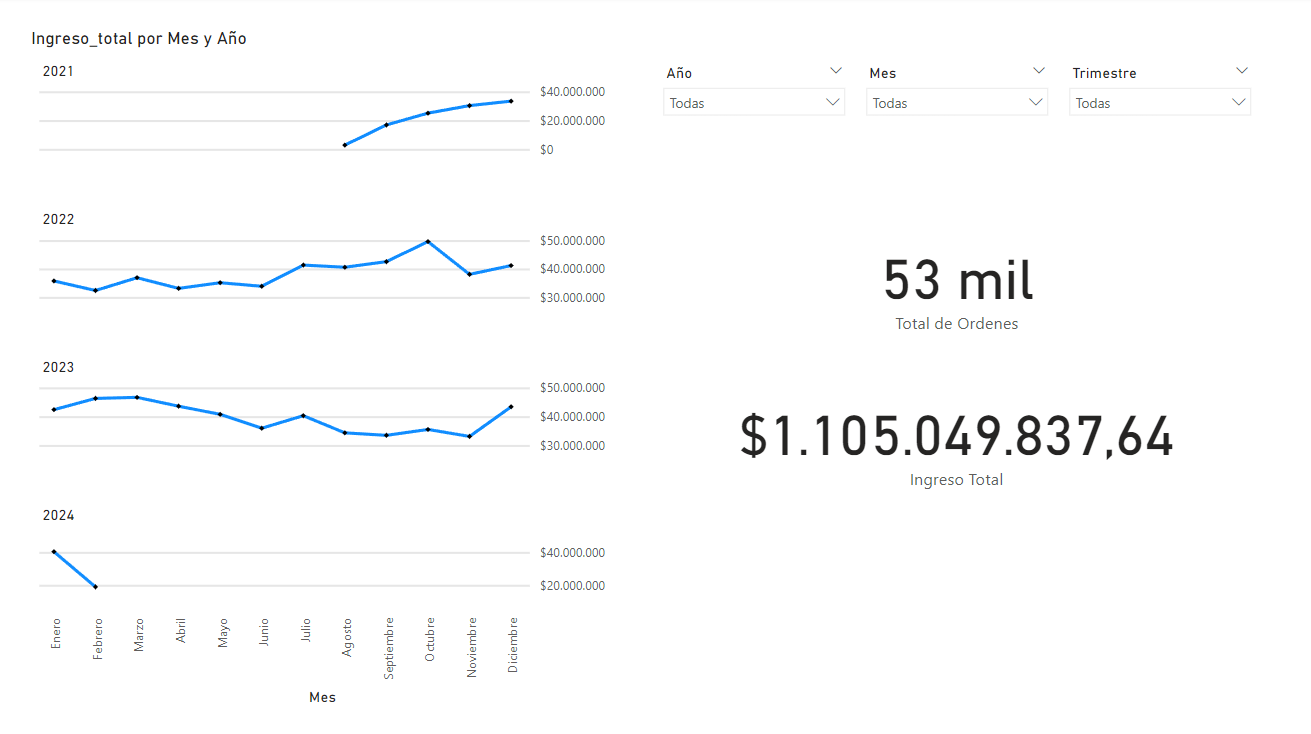 Ingreso_total por Mes y Año
2021
$40.000.000
$20.000.000
$0
2022
$50.000.000
$40.000.000
$30.000.000
2023
$50.000.000
$40.000.000
$30.000.000
2024
$40.000.000
$20.000.000
Enero
Febrero
Marzo
Abril
Mayo
Junio
Julio
Agosto
Septiembre
Octubre
Noviembre
Diciembre
Mes
Año
Todas
Mes
Todas
Trimestre
Todas
53 mil
Total de Ordenes
$1.105.049.837,64
Ingreso Total